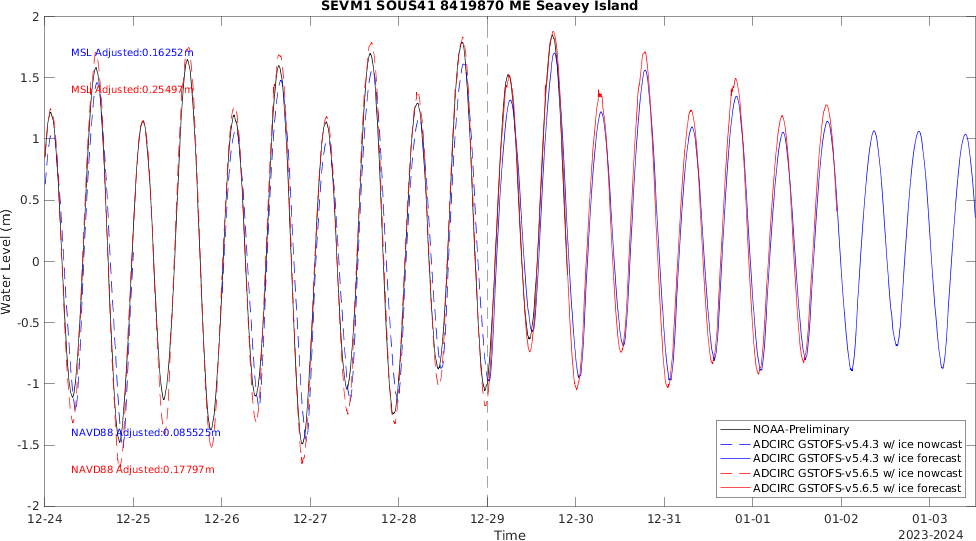 SEVM1 SOUS41 8419870 ME Seavey Island
2
1.5
1
0.5
0
-0.5
-1
-1.5
-2
Water Level (m)
MSL Adjusted:0.16252m
MSL Adjusted:0.25497m
NAVD88 Adjusted:0.085525m
NAVD88 Adjusted:0.17797m
NOAA-Preliminary
ADCIRC GSTOFS-v5.4.3 w/ ice nowcast
ADCIRC GSTOFS-v5.4.3 w/ ice forecast
ADCIRC GSTOFS-v5.6.5 w/ ice nowcast
ADCIRC GSTOFS-v5.6.5 w/ ice forecast
12-24 12-25 12-26 12-27 12-28 12-29 12-30 12-31 01-01 01-02 01-03
Time
2023-2024